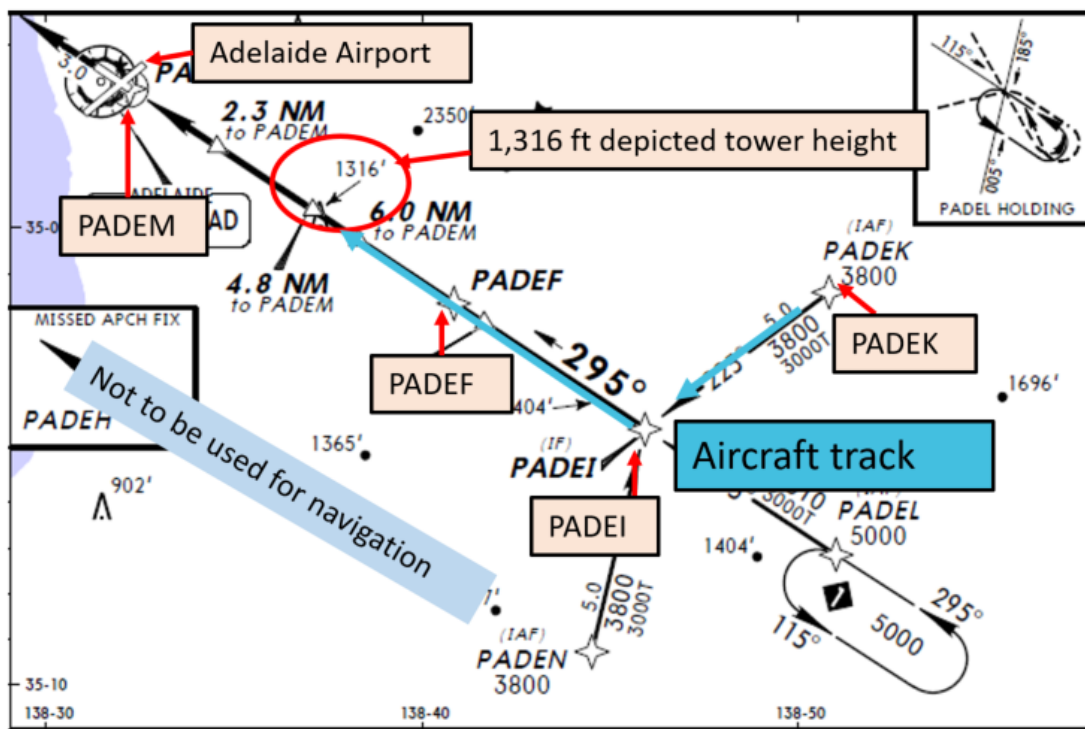 Adelaide Airport
3.0°
2.3 NM
to PADEM
2350'
1,316 ft depicted tower height
1316'
115°
185°
005°
PADEL HOLDING
ADELAIDE
AD
PADEM
6.0 NM
to PADEM
4.8 NM
to PADEM
(IAF)
PADEK
3800
PADEF
MISSED APCH FIX
PADEH
Not to be used for navigation
PADEF
295°
5.0
3800
3000T
PADEK
1696'
1365'
(IF)
PADEI
Aircraft track
902'
PADEI
3000T
PADEL
5000
1404'
5.0
3800
3000T
(IAF)
PADEN
3800
295°
115°
5000
35-10
138-30
138-40
138-50